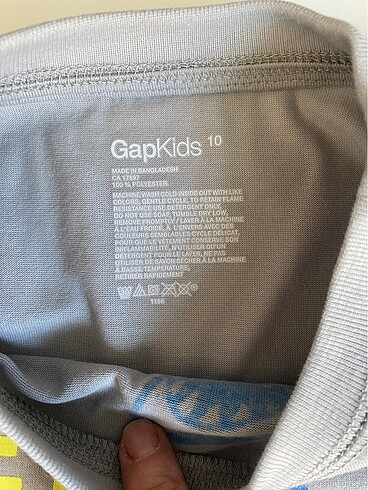 GapKids 10
MADE IN BANGLADESH
CA 17897
100 % POLYESTER
MACHINE WASH COLD INSIDE OUT WITH LIKE
COLORS, GENTLE CYCLE, TO RETAIN FLAME
RESISTANCE USE DETERGENT ONLY,
DO NOT USE SOAP, TUMBLE DRY LOW,
REMOVE PROMPTLY / LAVER À LA MACHINE
A L'EAU FROIDE, À L'ENVERS AVEC DES
COULEURS SEMBLABLES CYCLE DÉLICAT,
POUR QUE LE VÊTEMENT CONSERVE SON
ININFLAMMABILITÉ, N'UTILISER QU'UN
DÉTERGENT POUR LE LAVER, NE PAS
UTILISER DE SAVON SÉCHER À LA MACHINE
A BASSE TEMPÉRATURE,
RETIRER RAPIDEMENT
1156